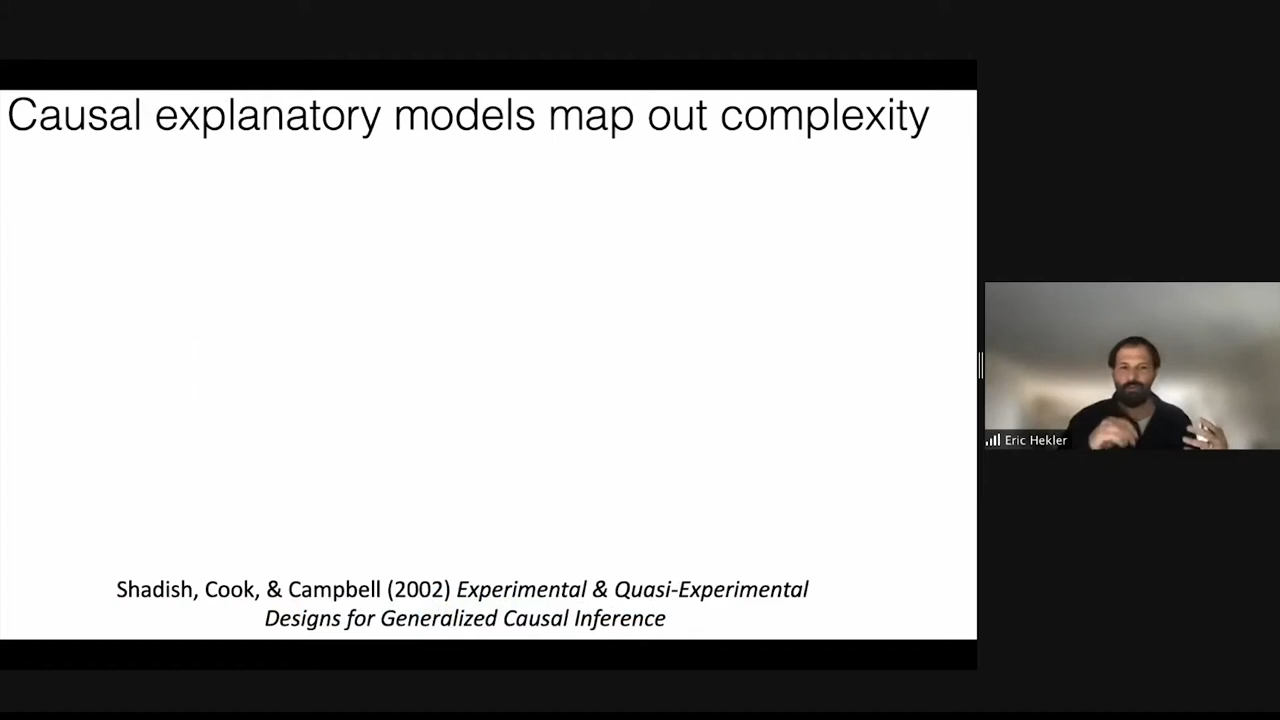 Causal explanatory models map out complexity
Eric Hekler
Shadish, Cook, & Campbell (2002) Experimental & Quasi-Experimental
Designs for Generalized Causal Inference